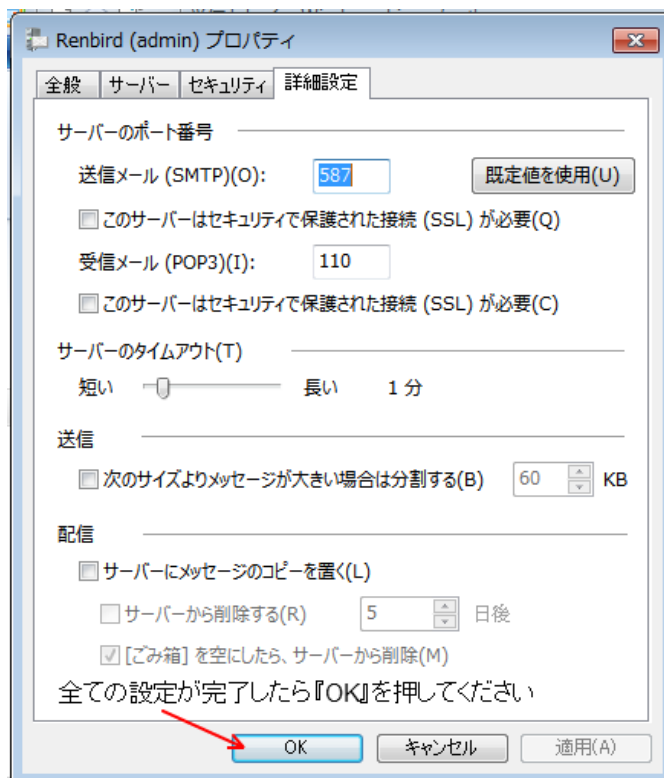 Renbird (admin) プロパティ
全般 サーバー セキュリティ 詳細設定
サーバーのポート番号
送信メール (SMTP)(O): 587 既定値を使用(U)
このサーバーはセキュリティで保護された接続 (SSL) が必要(Q)
受信メール (POP3)(I): 110
このサーバーはセキュリティで保護された接続 (SSL) が必要(C)
サーバーのタイムアウト(T)
短い 長い 1 分
送信
次のサイズよりメッセージが大きい場合は分割する(B) 60 KB
配信
サーバーにメッセージのコピーを置く(L)
サーバーから削除する(R) 5 日後
[ごみ箱] を空にしたら、サーバーから削除(M)
全ての設定が完了したら『OK』を押してください
OK キャンセル 適用(A)